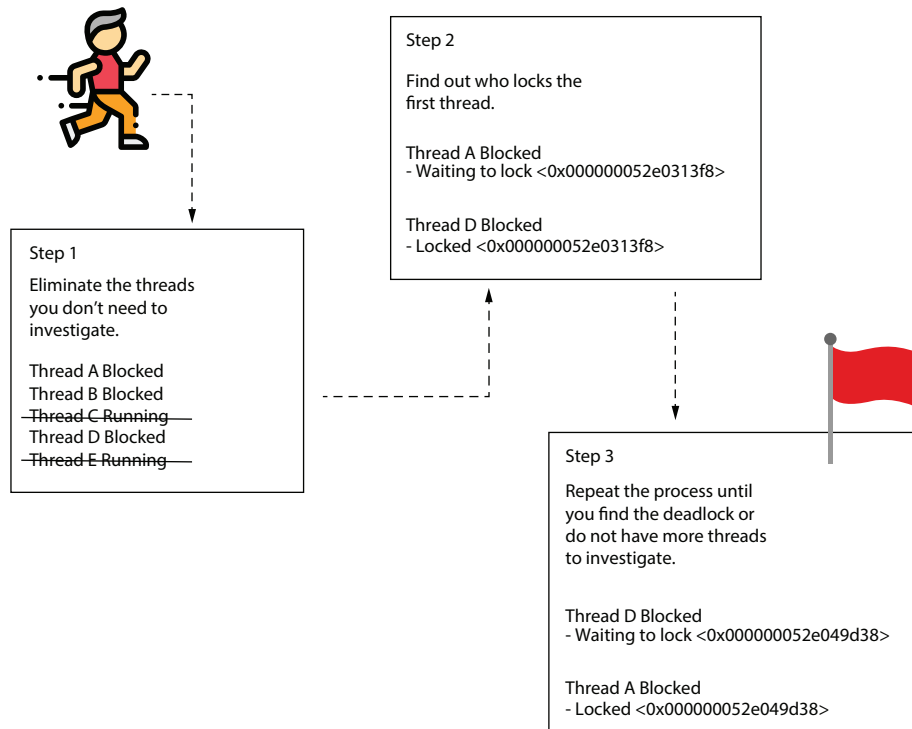 Step 1
Eliminate the threads
you don't need to
investigate.
Thread A Blocked
Thread B Blocked
Thread C Running
Thread D Blocked
Thread E Running
Step 2
Find out who locks the
first thread.
Thread A Blocked
- Waiting to lock <0x000000052e0313f8>
Thread D Blocked
- Locked <0x000000052e0313f8>
Step 3
Repeat the process until
you find the deadlock or
do not have more threads
to investigate.
Thread D Blocked
- Waiting to lock <0x000000052e049d38>
Thread A Blocked
- Locked <0x000000052e049d38>